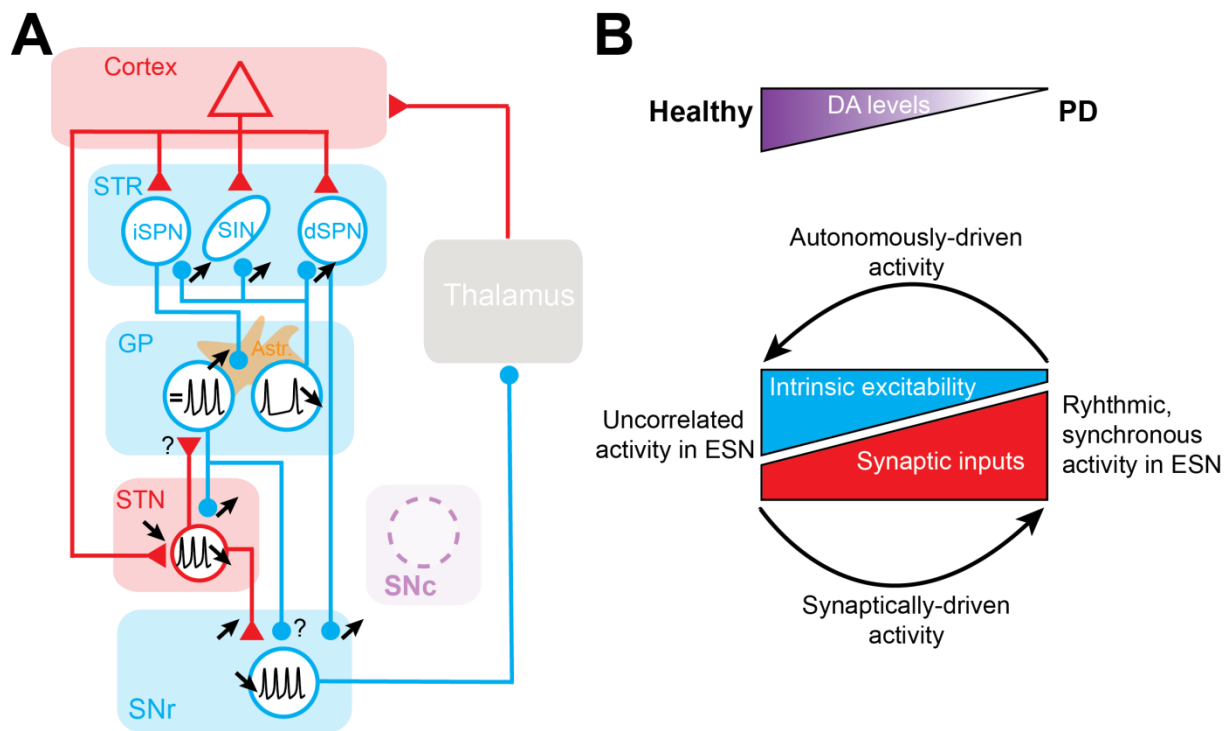 A
Cortex
STR
iSPN
SIN
dSPN
Thalamus
GP
Astr.
=
?
STN
SNc
?
SNr
B
Healthy
DA levels
PD
Autonomously-driven
activity
Intrinsic excitability
Uncorrelated
activity in ESN
Ryhthmic,
synchronous
activity in ESN
Synaptic inputs
Synaptically-driven
activity